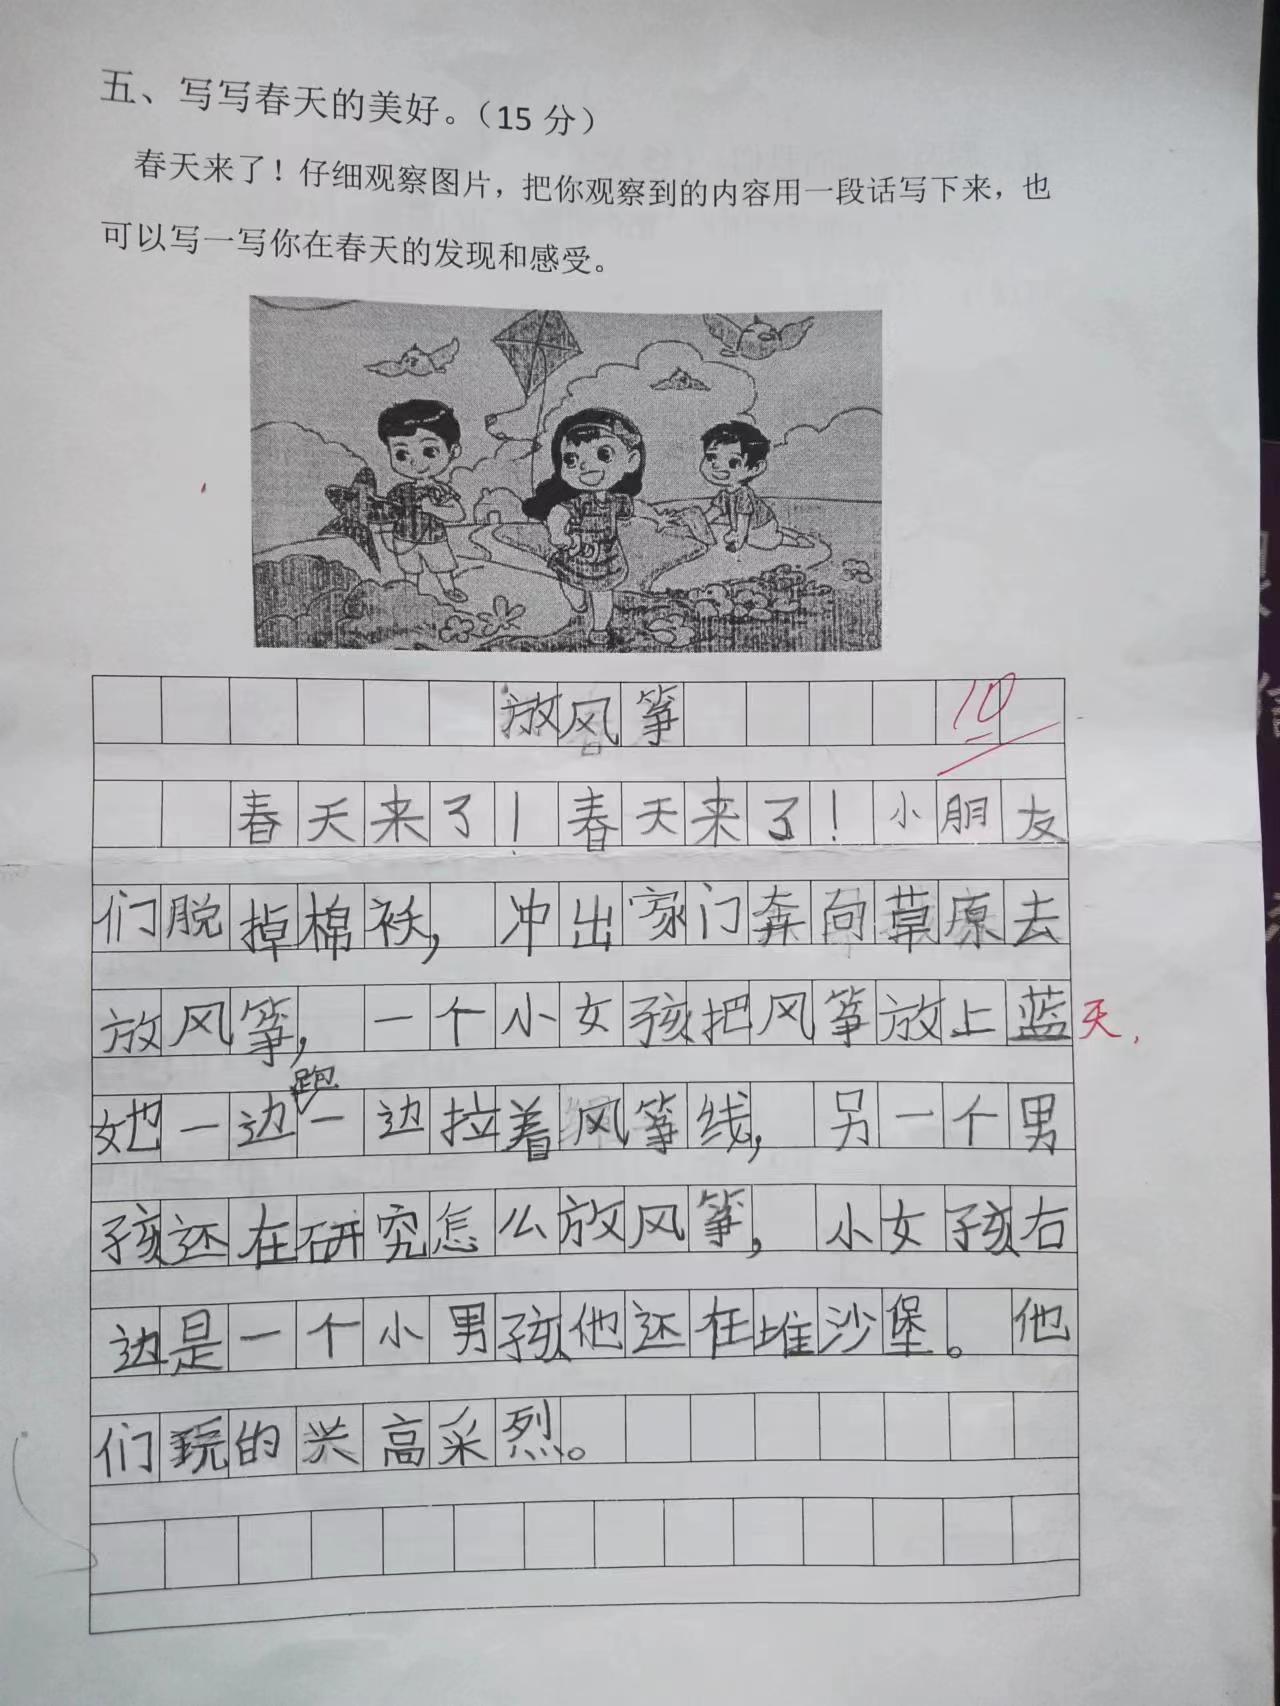 五、写写春天的美好。（15 分）
春天来了！仔细观察图片，把你观察到的内容用一段话写下来，也
可以写一写你在春天的发现和感受。
放风筝
10
春天来了！春天来了！小朋友
们脱掉棉袄，冲出家门奔向草原去
放风筝，一个小女孩把风筝放上蓝天，
她一边跑一边拉着风筝线，另一个男
孩还在研究怎么放风筝，小女孩右
边是一个小男孩他还在堆沙堡。他
们玩的兴高采烈。